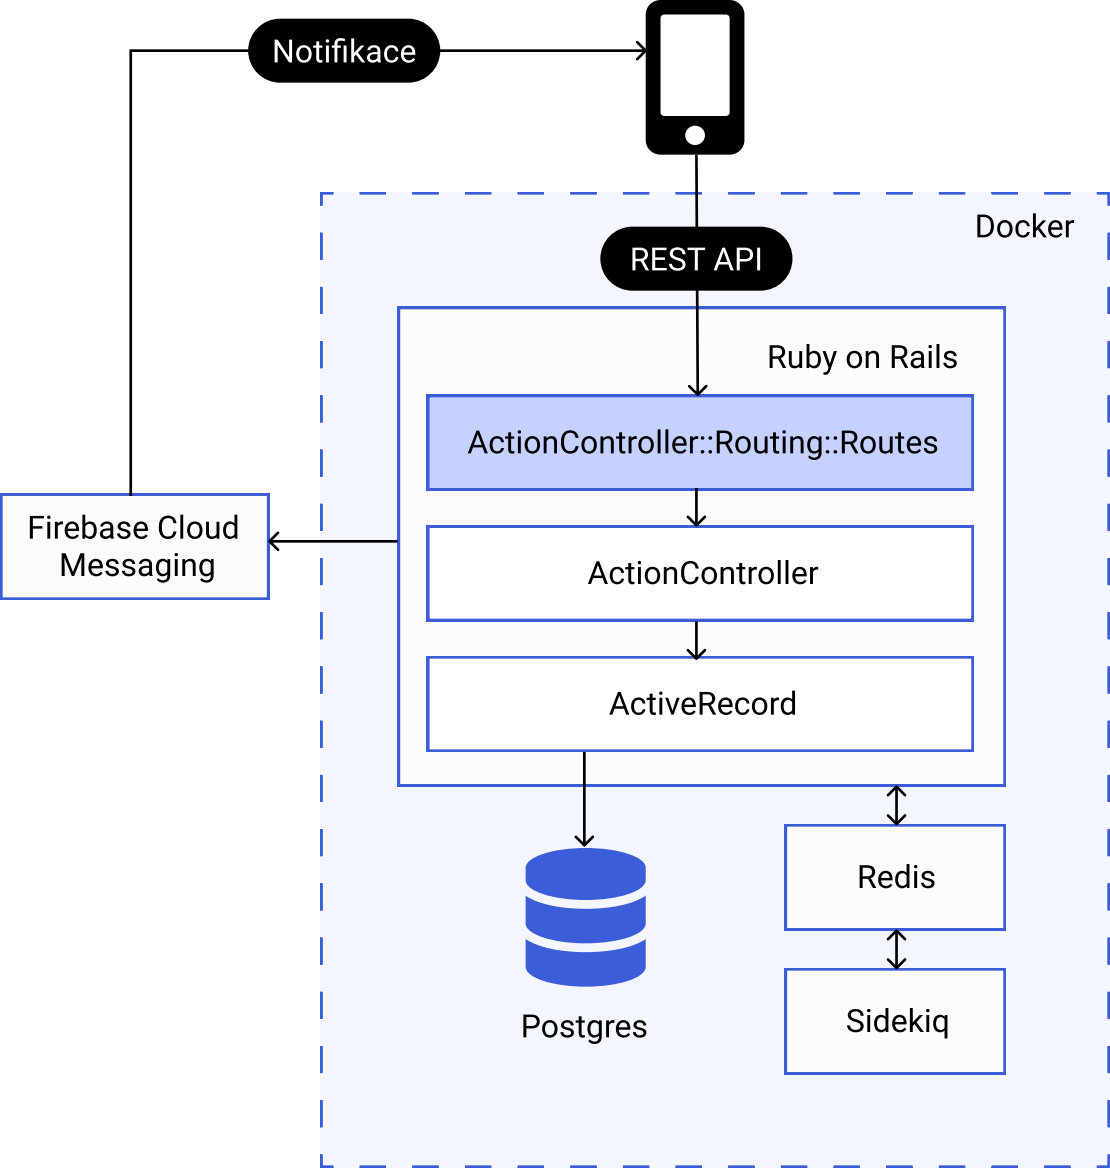 Notifikace
Docker
REST API
Ruby on Rails
ActionController::Routing::Routes
Firebase Cloud
Messaging
ActionController
ActiveRecord
Redis
Sidekiq
Postgres